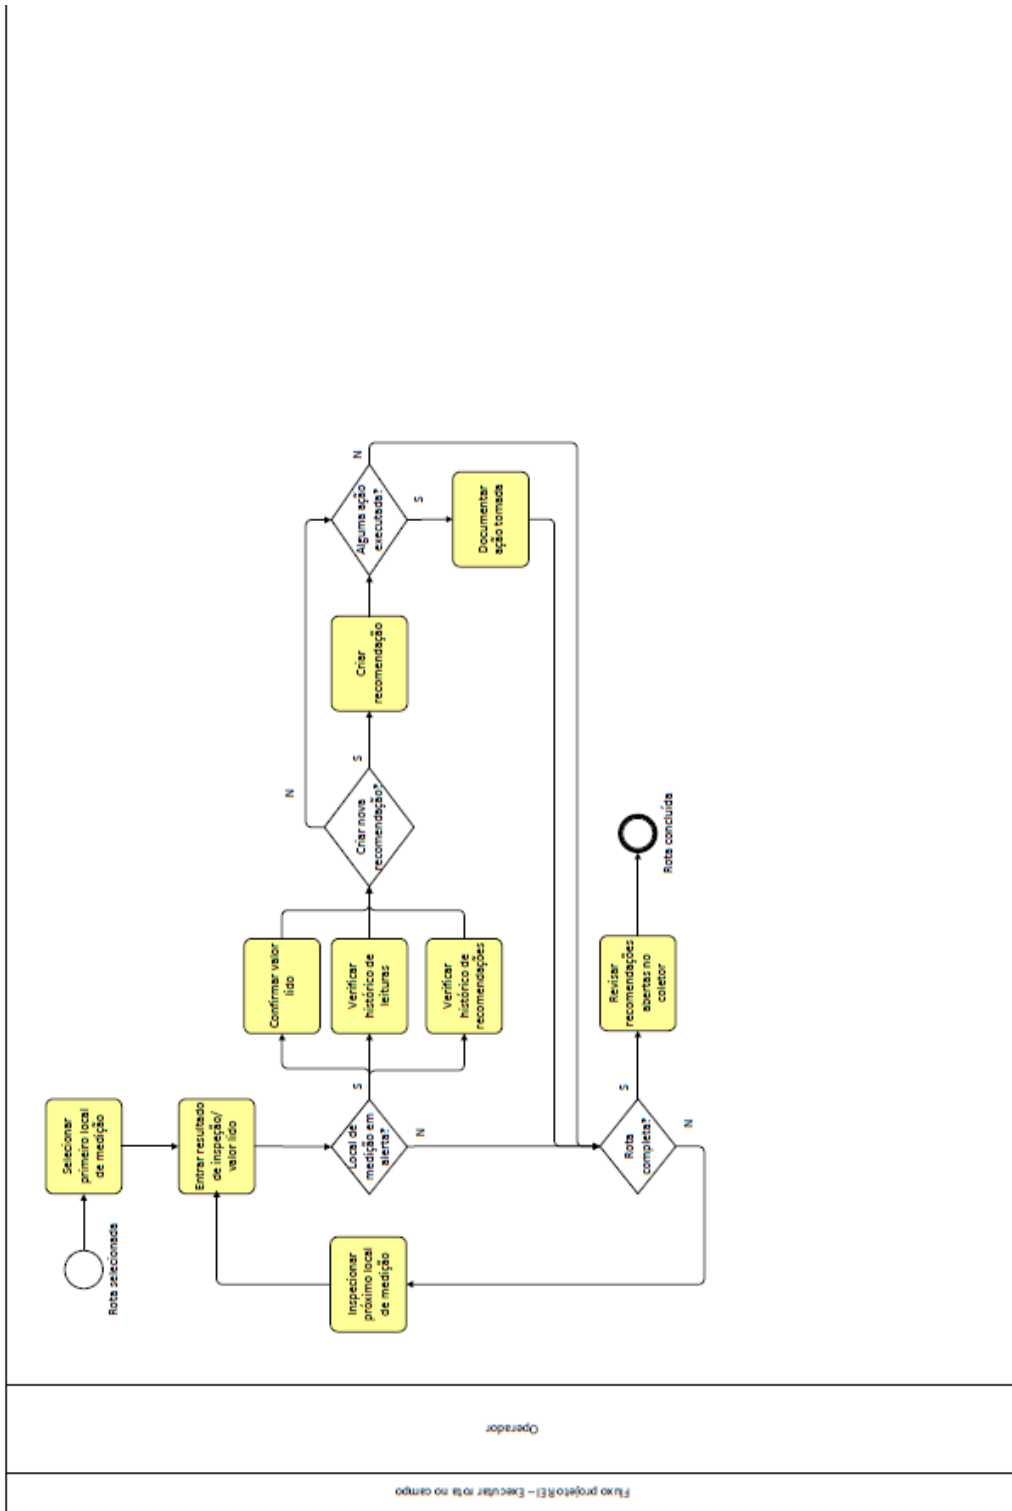 Fluxo projeto REI – Executar rota no campo
Operador
Rota selecionada
Selecionar
primeiro local
de medição
Entrar resultado
de inspeção/
valor lido
Inspecionar
próximo local
de medição
Local de
medição em
alerta?
S
N
Confirmar valor
lido
Verificar
histórico de
leituras
Verificar
histórico de
recomendações
Criar nova
recomendação?
N
S
Criar
recomendação
Alguma ação
executada?
N
S
Documentar
ação tomada
Rota
completa?
S
N
Revisar
recomendações
abertas no
coletor
Rota concluída